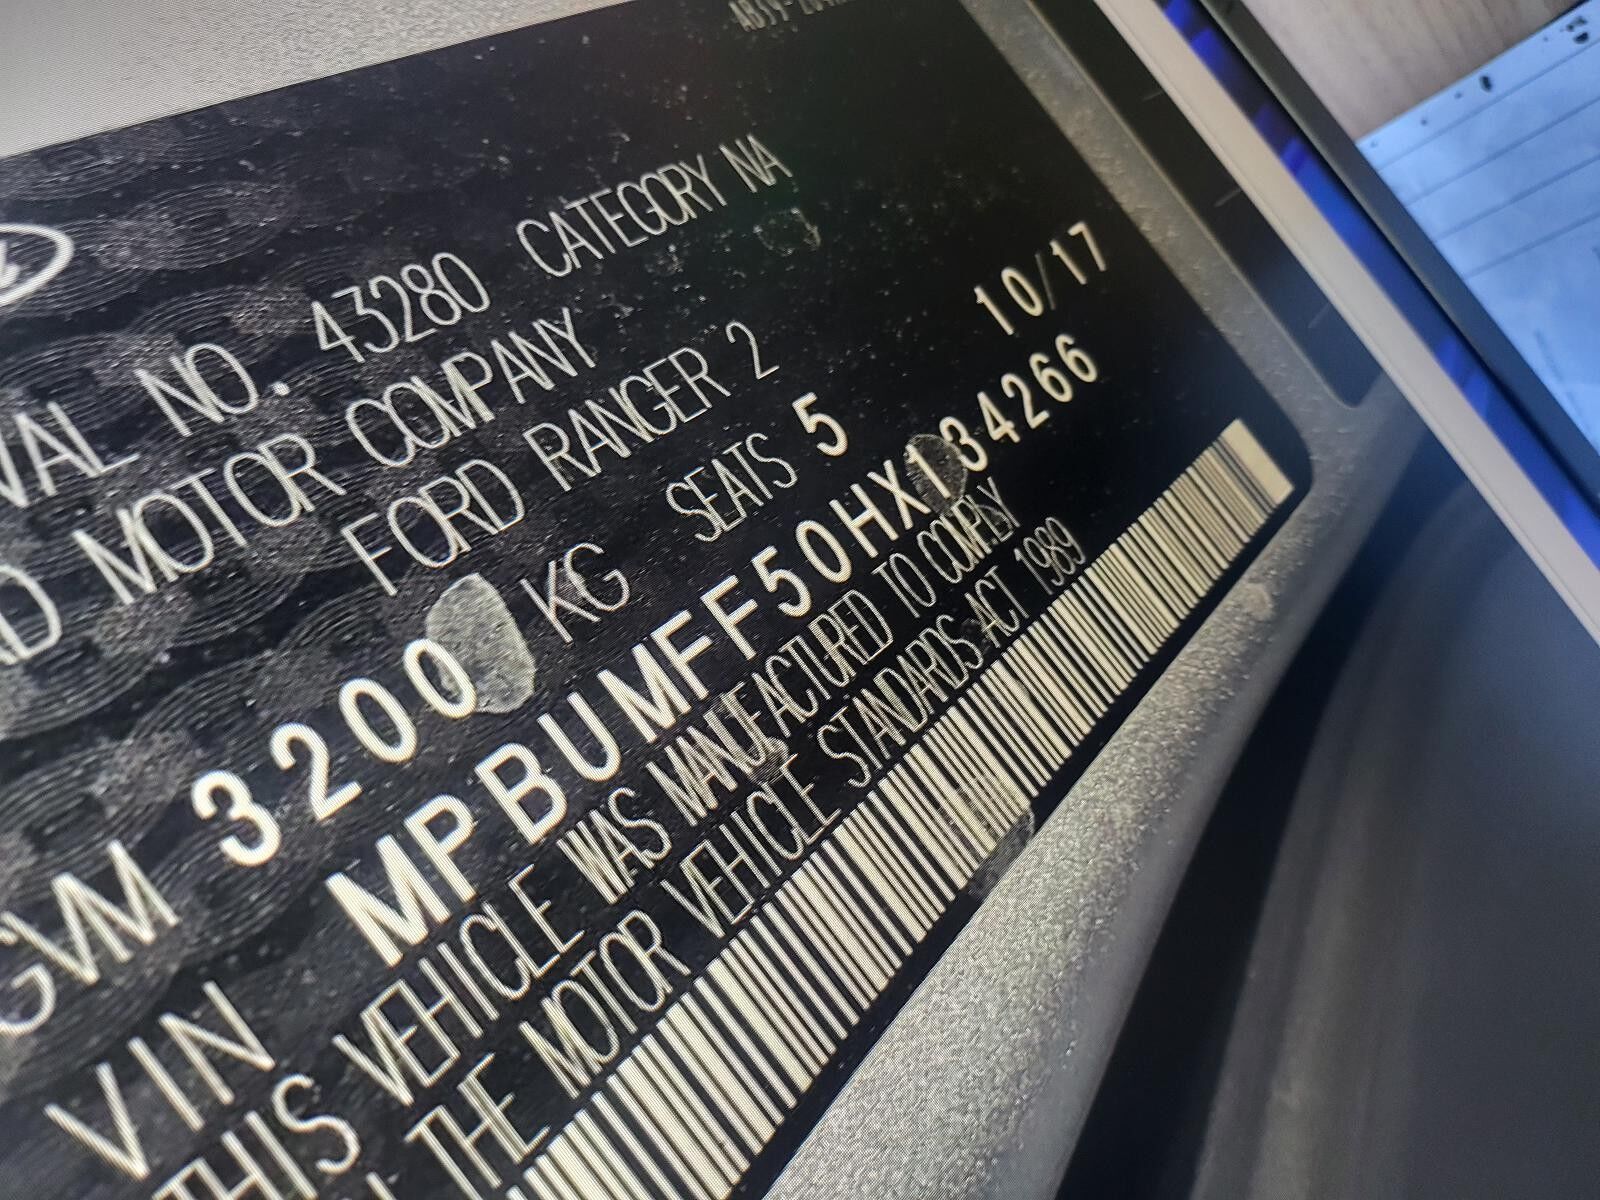 VAL NO. 43280 CATEGORY NA
MOTOR COMPANY
FORD RANGER 2 10/17
GVM 3200 KG SEATS 5
VIN MPBUMFF50HX134266
THIS VEHICLE WAS MANUFACTURED TO COMPLY
THE MOTOR VEHICLE STANDARDS ACT 1989